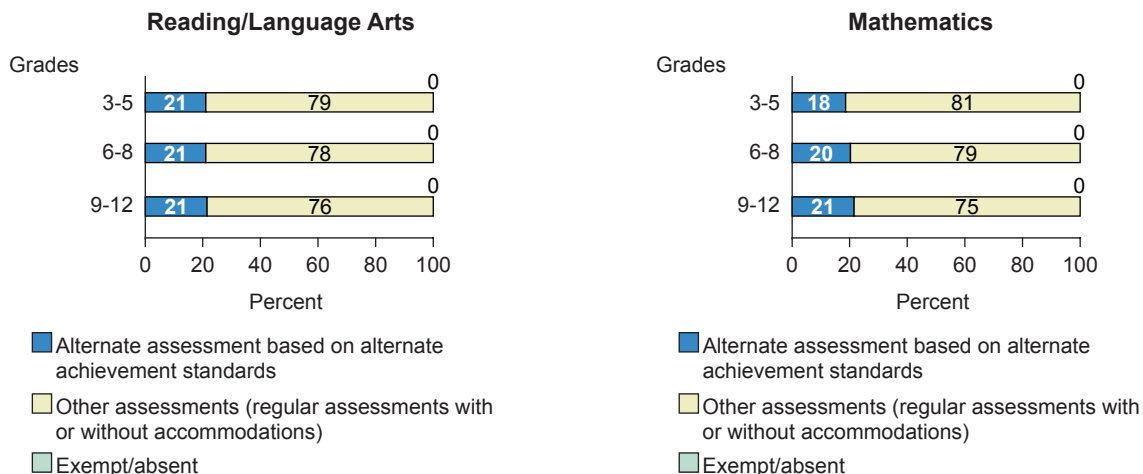 Reading/Language Arts
Grades
0
3-5 21 79
0
6-8 21 78
0
9-12 21 76
0 20 40 60 80 100
Percent
Alternate assessment based on alternate
achievement standards
Other assessments (regular assessments with
or without accommodations)
Exempt/absent
Mathematics
Grades
0
3-5 18 81
0
6-8 20 79
0
9-12 21 75
0 20 40 60 80 100
Percent
Alternate assessment based on alternate
achievement standards
Other assessments (regular assessments with
or without accommodations)
Exempt/absent